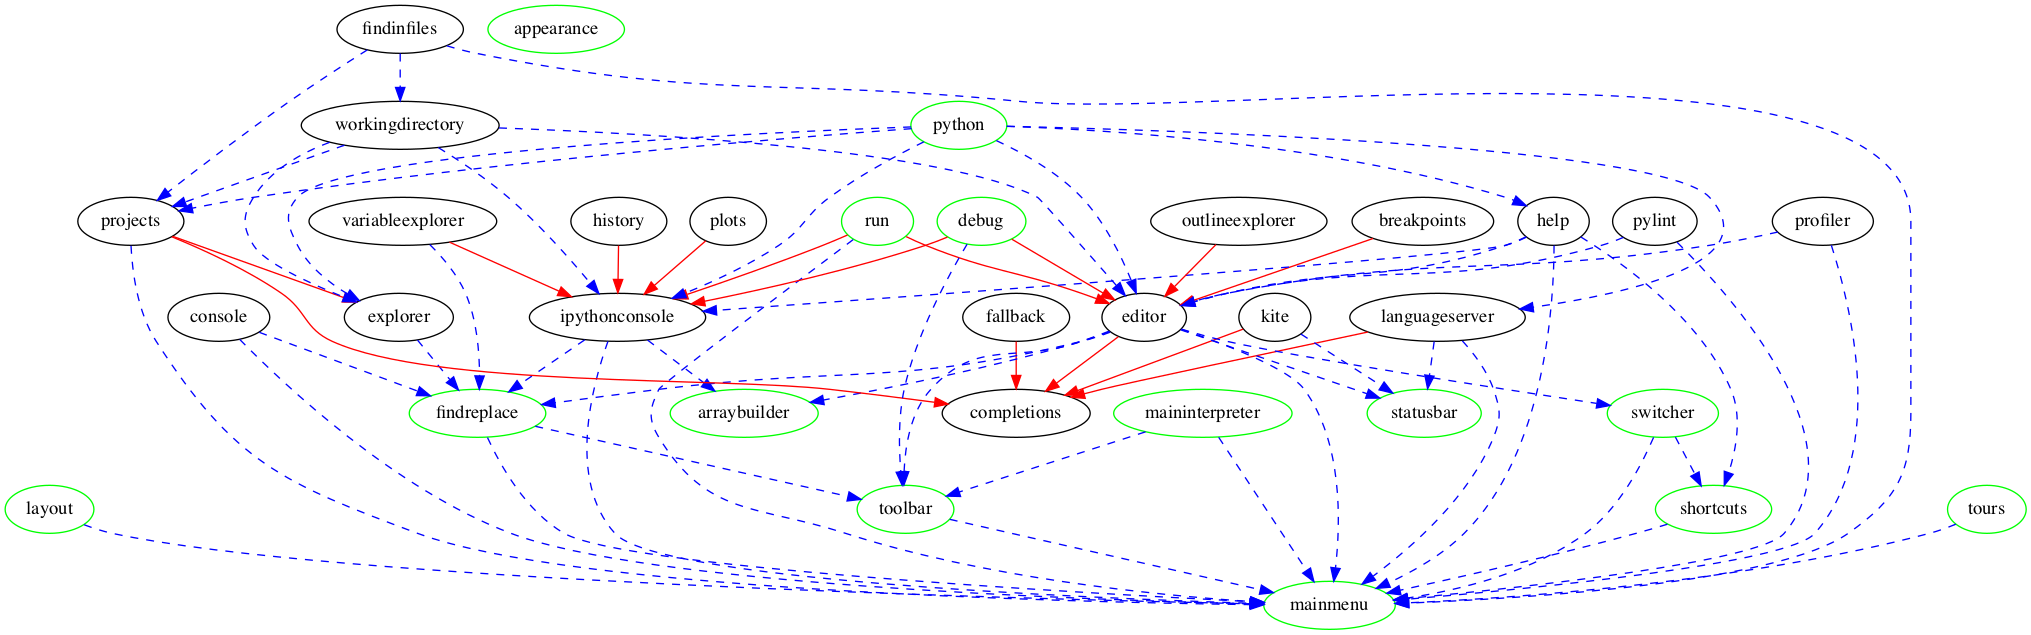 findinfiles
appearance
workingdirectory
python
projects
variableexplorer
history
plots
run
debug
outlineexplorer
breakpoints
help
pylint
profiler
console
explorer
ipythonconsole
fallback
editor
kite
languageserver
findreplace
arraybuilder
completions
maininterpreter
statusbar
switcher
layout
toolbar
shortcuts
tours
mainmenu